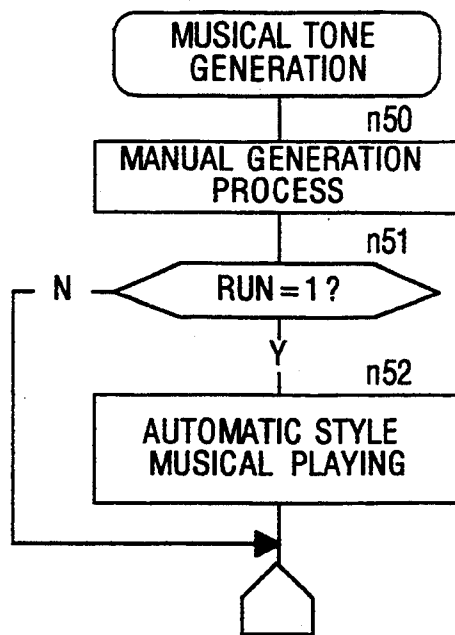 MUSICAL TONE
GENERATION
n50
MANUAL GENERATION
PROCESS
n51
N
RUN=1?
Y
n52
AUTOMATIC STYLE
MUSICAL PLAYING